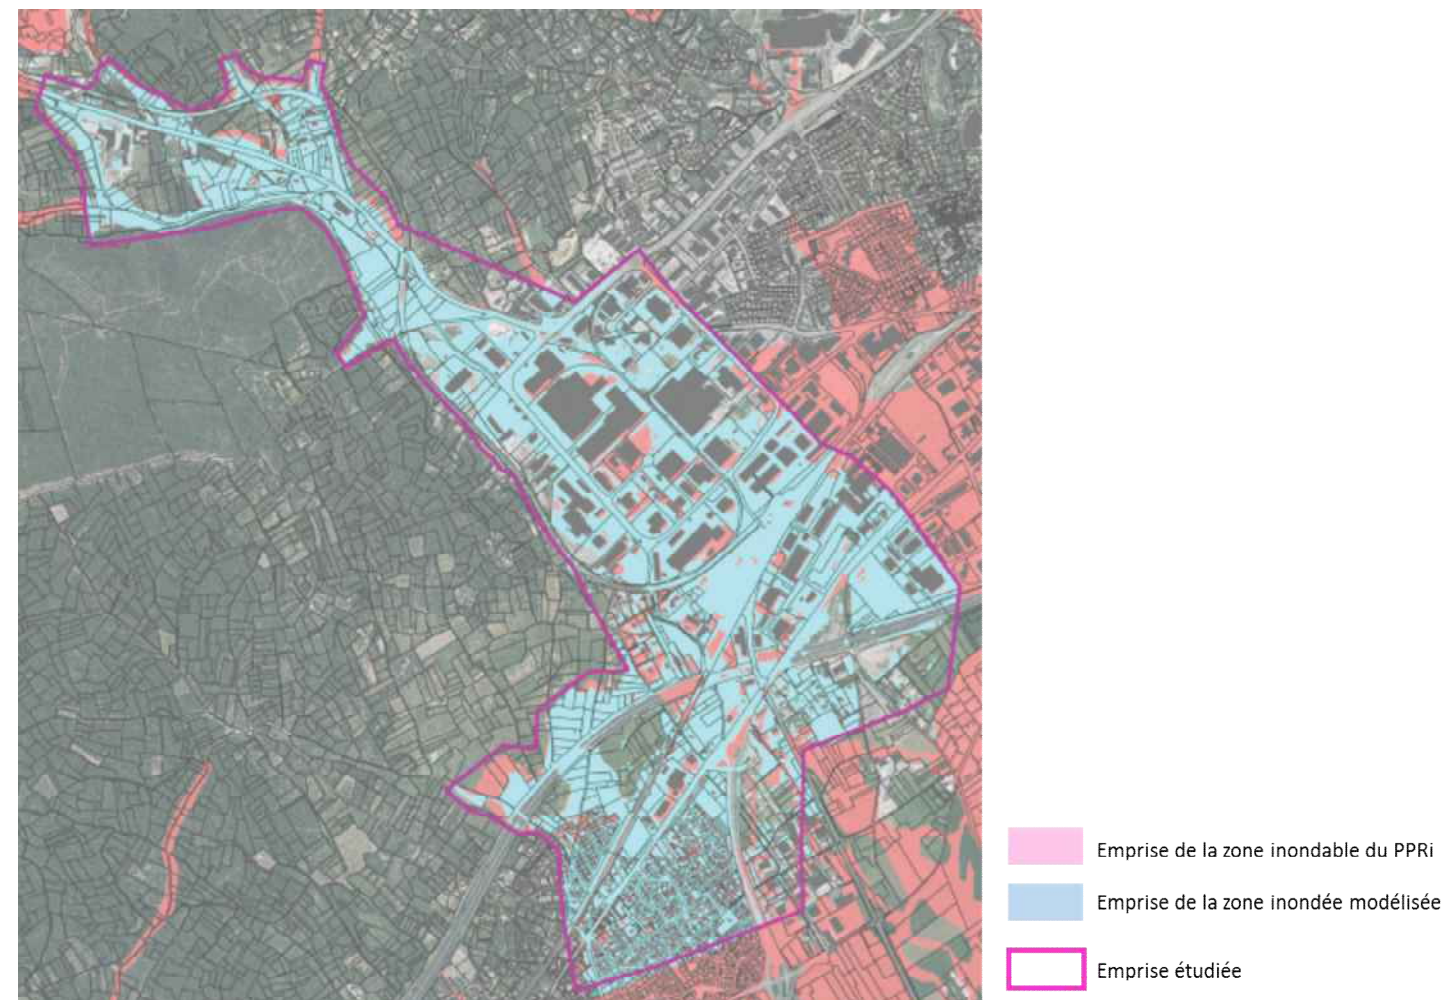 Emprise de la zone inondable du PPRi
Emprise de la zone inondée modélisée
Emprise étudiée